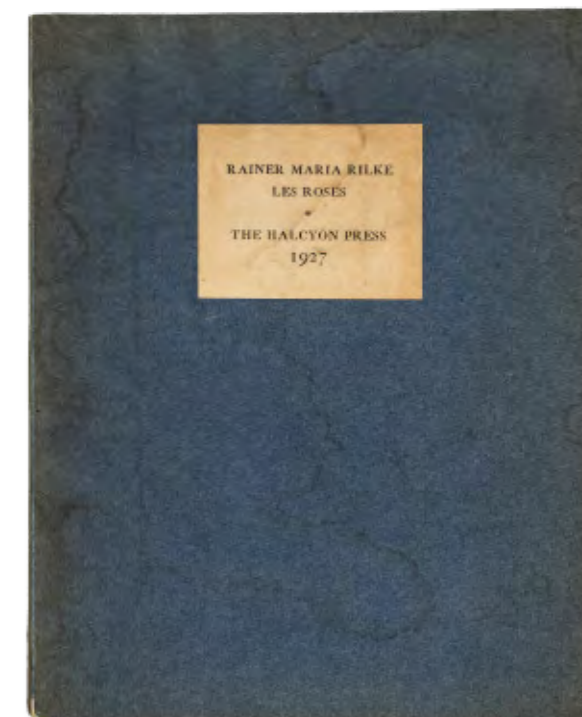 RAINER MARIA RILKE
LES ROSES
*
THE HALCYON PRESS
1927